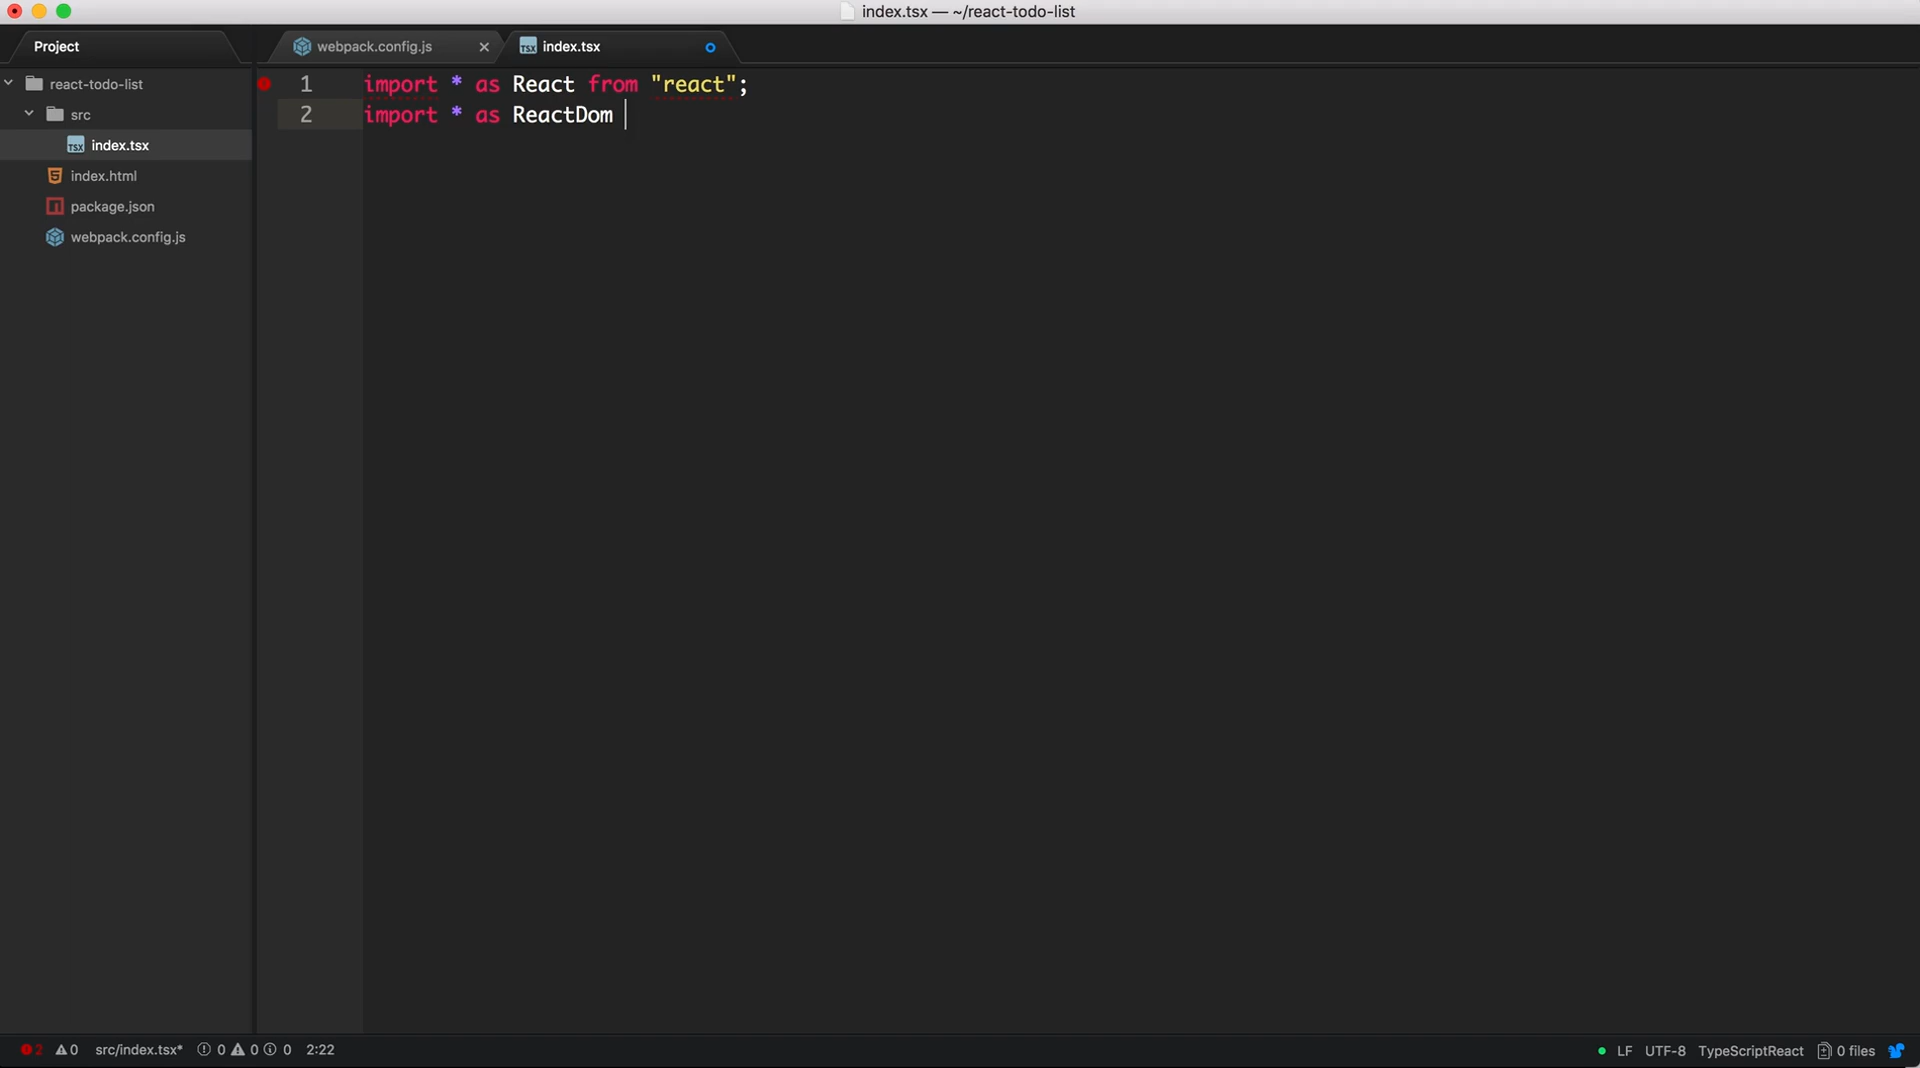 index.tsx — ~/react-todo-list
Project
webpack.config.js
index.tsx
react-todo-list
src
index.tsx
index.html
package.json
webpack.config.js
1 import * as React from "react";
2 import * as ReactDom
2 0 src/index.tsx* 0 0 0 2:22
LF UTF-8 TypeScriptReact 0 files